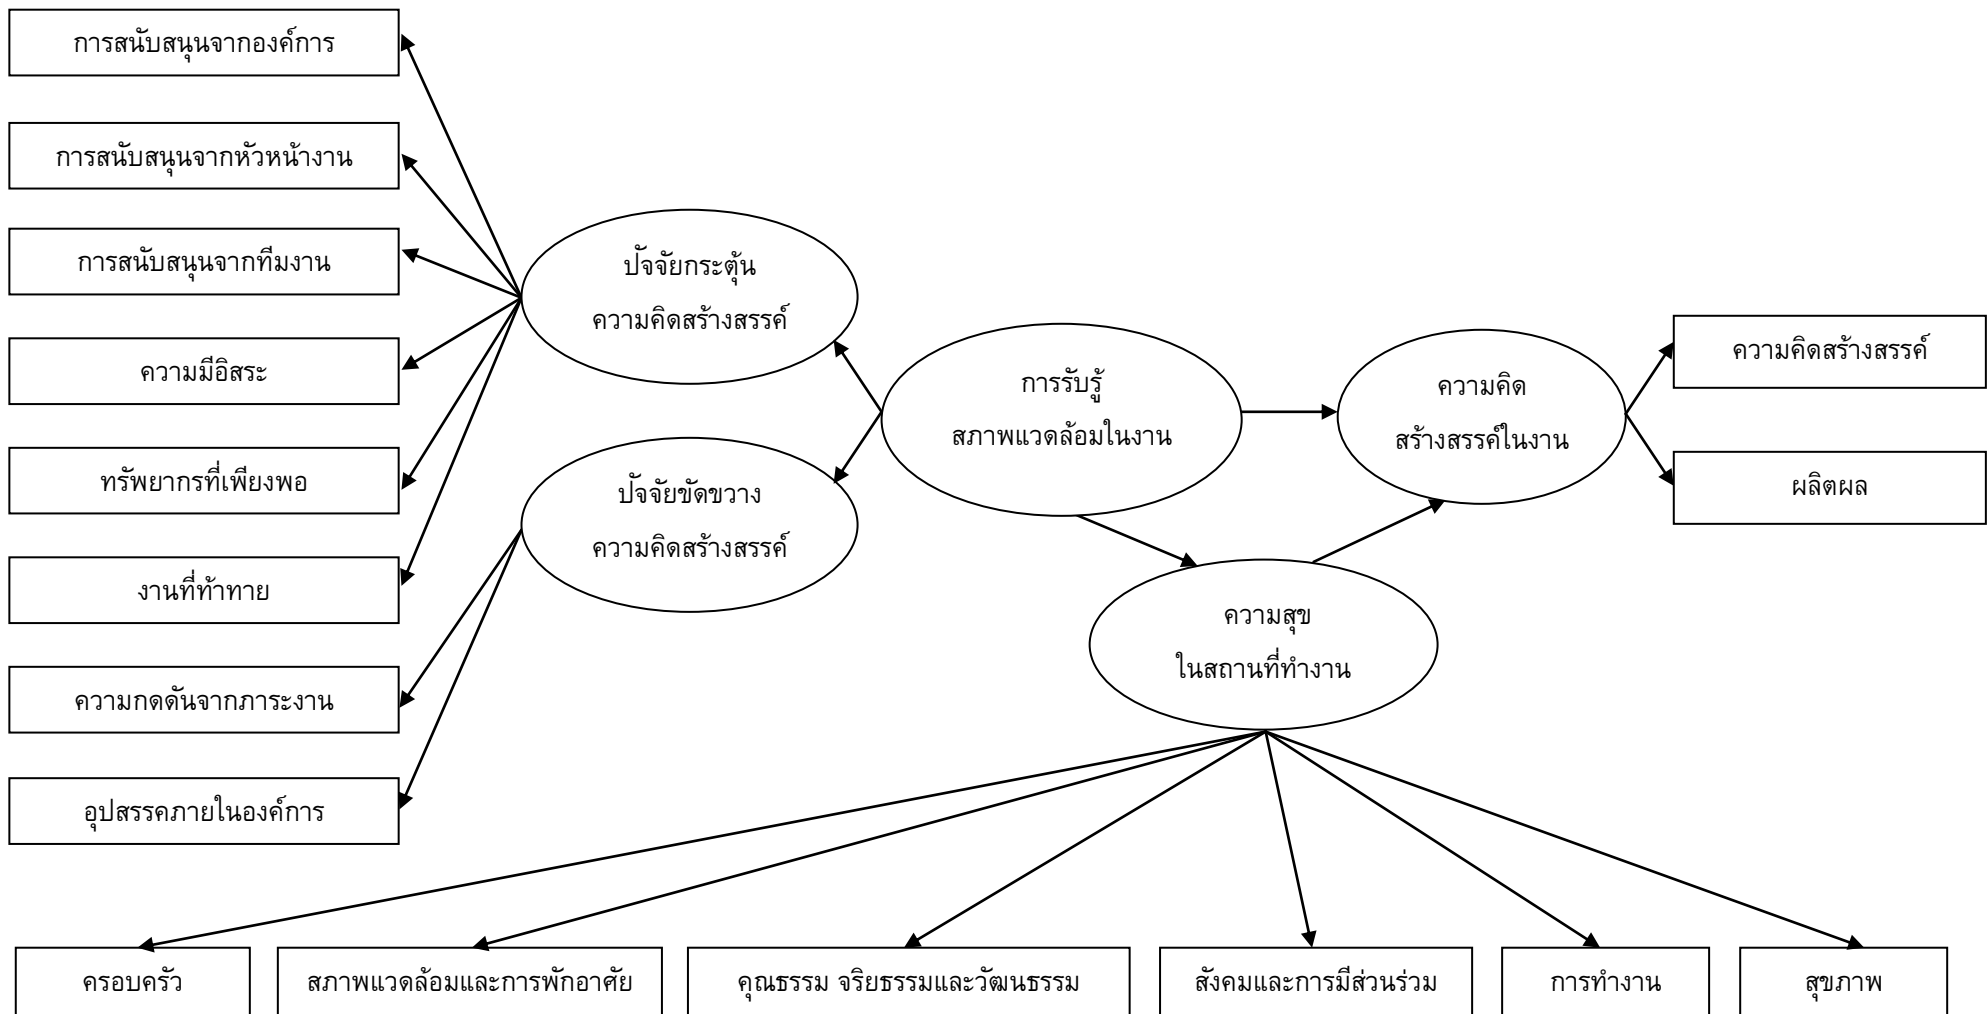 การสนับสนุนจากองค์การ
การสนับสนุนจากหัวหน้างาน
การสนับสนุนจากทีมงาน
ความมีอิสระ
ทรัพยากรที่เพียงพอ
งานที่ท้าทาย
ความกดดันจากภาระงาน
อุปสรรคภายในองค์การ
ปัจจัยกระตุ้น
ความคิดสร้างสรรค์
ปัจจัยขัดขวาง
ความคิดสร้างสรรค์
การรับรู้
สภาพแวดล้อมในงาน
ความคิด
สร้างสรรค์ในงาน
ความคิดสร้างสรรค์
ผลิตผล
ความสุข
ในสถานที่ทำงาน
ครอบครัว
สภาพแวดล้อมและการพักอาศัย
คุณธรรม จริยธรรมและวัฒนธรรม
สังคมและการมีส่วนร่วม
การทำงาน
สุขภาพ